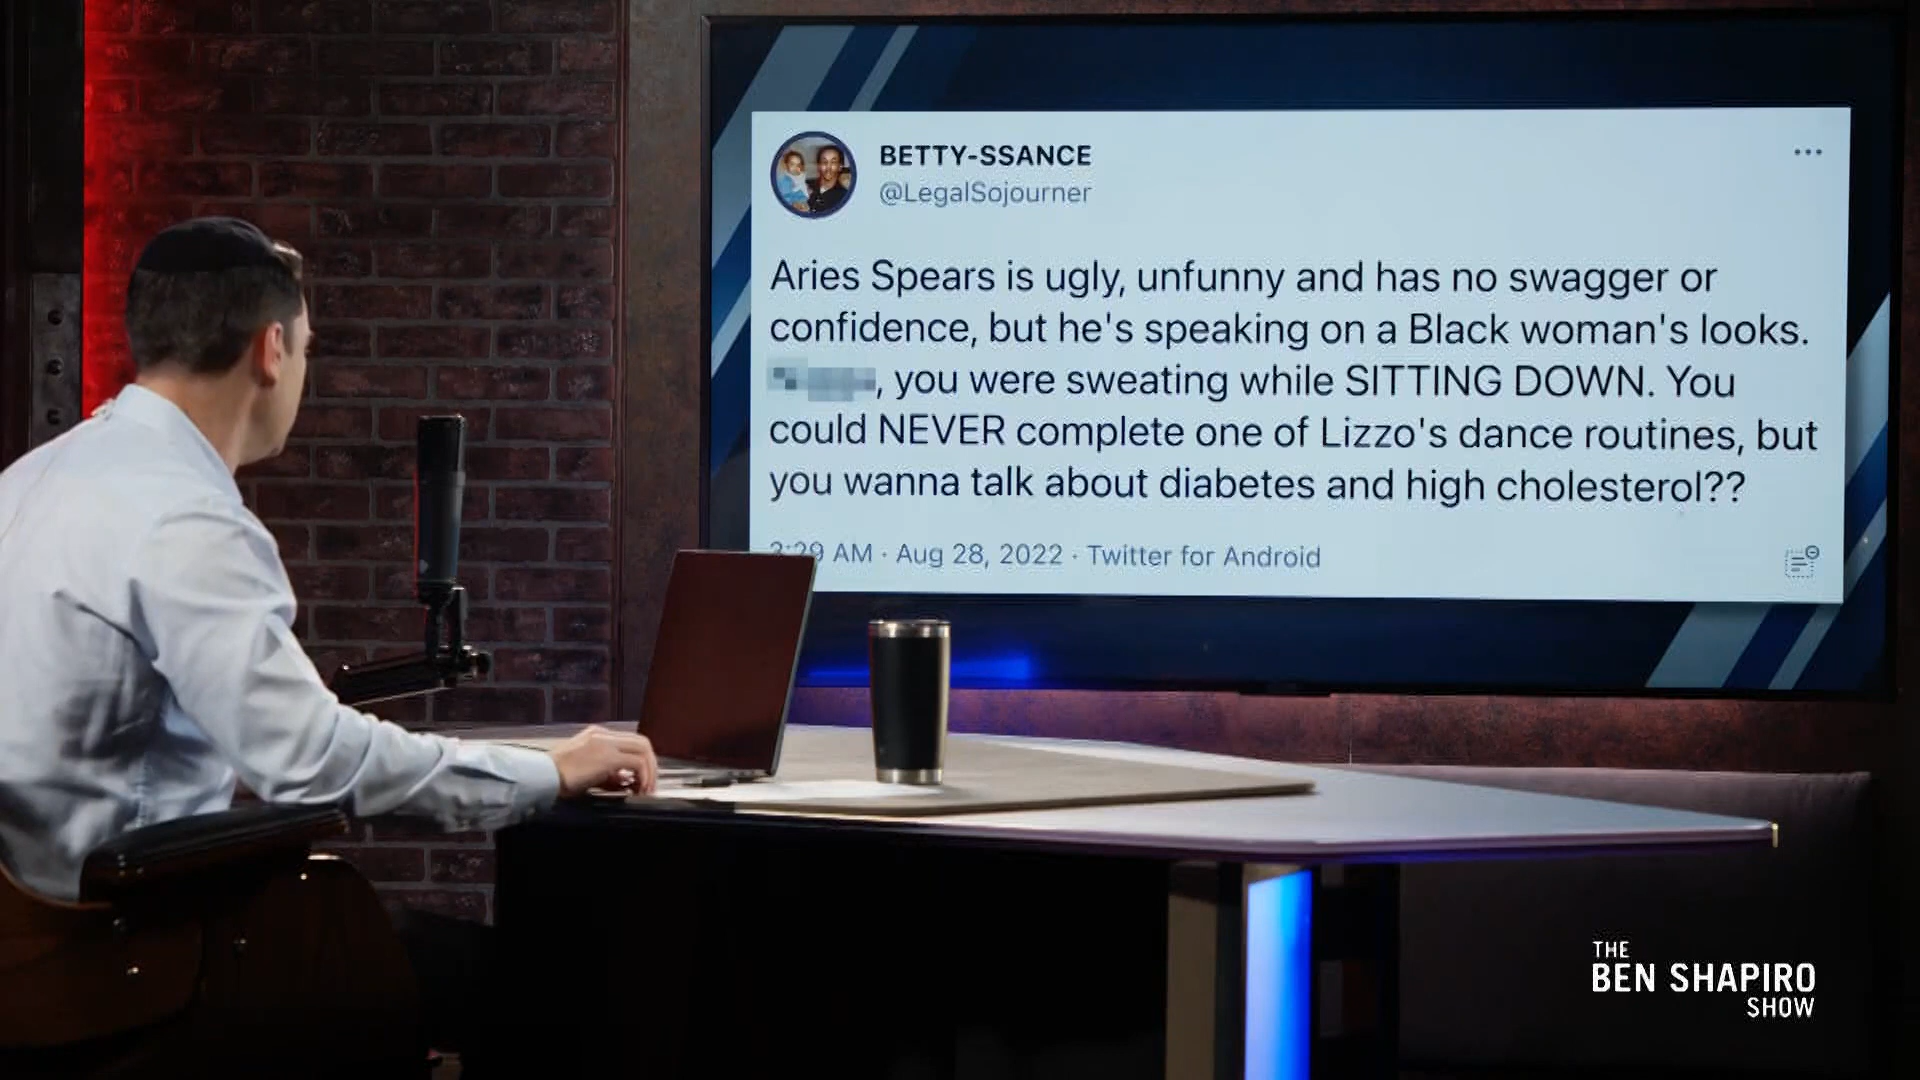 BETTY-SSANCE
@LegalSojourner
Aries Spears is ugly, unfunny and has no swagger or
confidence, but he's speaking on a Black woman's looks.
, you were sweating while SITTING DOWN. You
could NEVER complete one of Lizzo's dance routines, but
you wanna talk about diabetes and high cholesterol??
3:29 AM · Aug 28, 2022 · Twitter for Android
THE
BEN SHAPIRO
SHOW